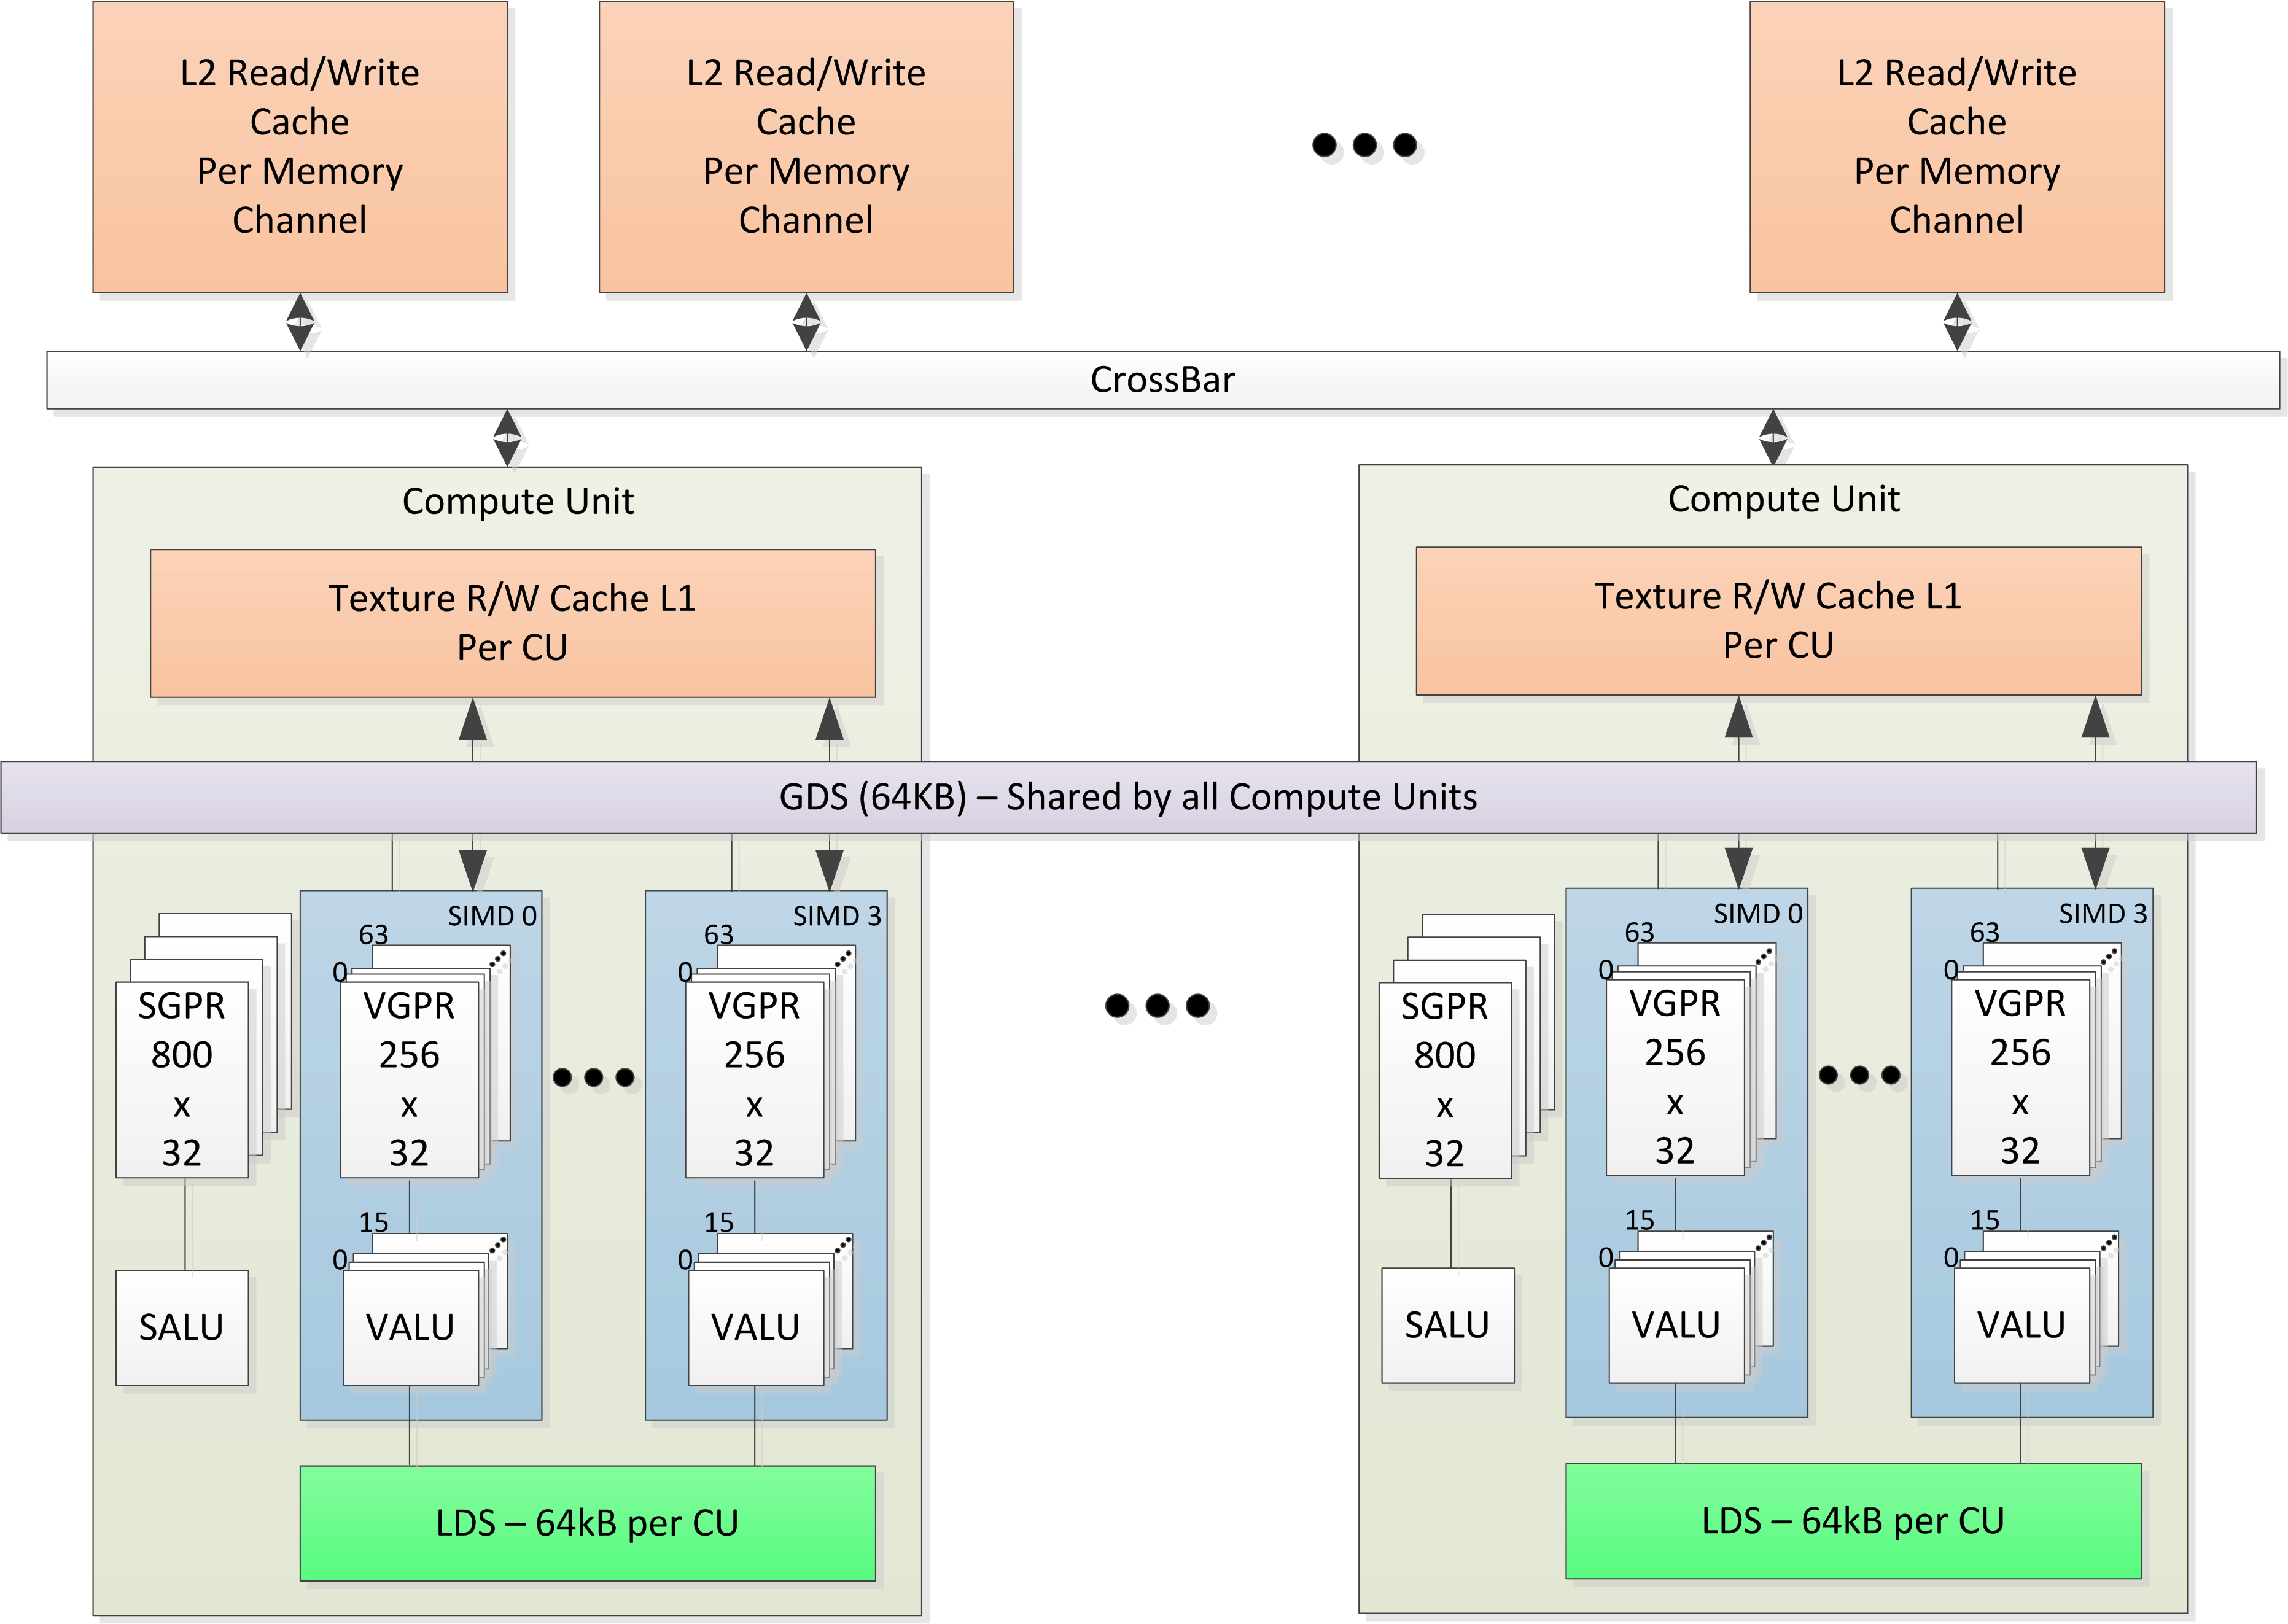 L2 Read/Write
Cache
Per Memory
Channel
L2 Read/Write
Cache
Per Memory
Channel
L2 Read/Write
Cache
Per Memory
Channel
CrossBar
Compute Unit
Texture R/W Cache L1
Per CU
Compute Unit
Texture R/W Cache L1
Per CU
GDS (64KB) – Shared by all Compute Units
SGPR
800
x
32
SALU
SIMD 0
63
0
VGPR
256
x
32
15
0
VALU
SIMD 3
63
0
VGPR
256
x
32
15
0
VALU
LDS – 64kB per CU
SGPR
800
x
32
SALU
SIMD 0
63
0
VGPR
256
x
32
15
0
VALU
SIMD 3
63
0
VGPR
256
x
32
15
0
VALU
LDS – 64kB per CU